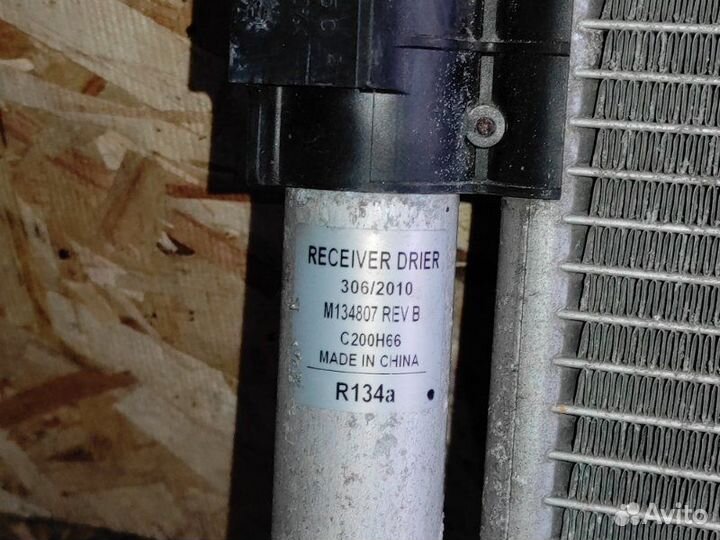 RECEIVER DRIER
306/2010
M134807 REV B
C200H66
MADE IN CHINA
R134a
Avito